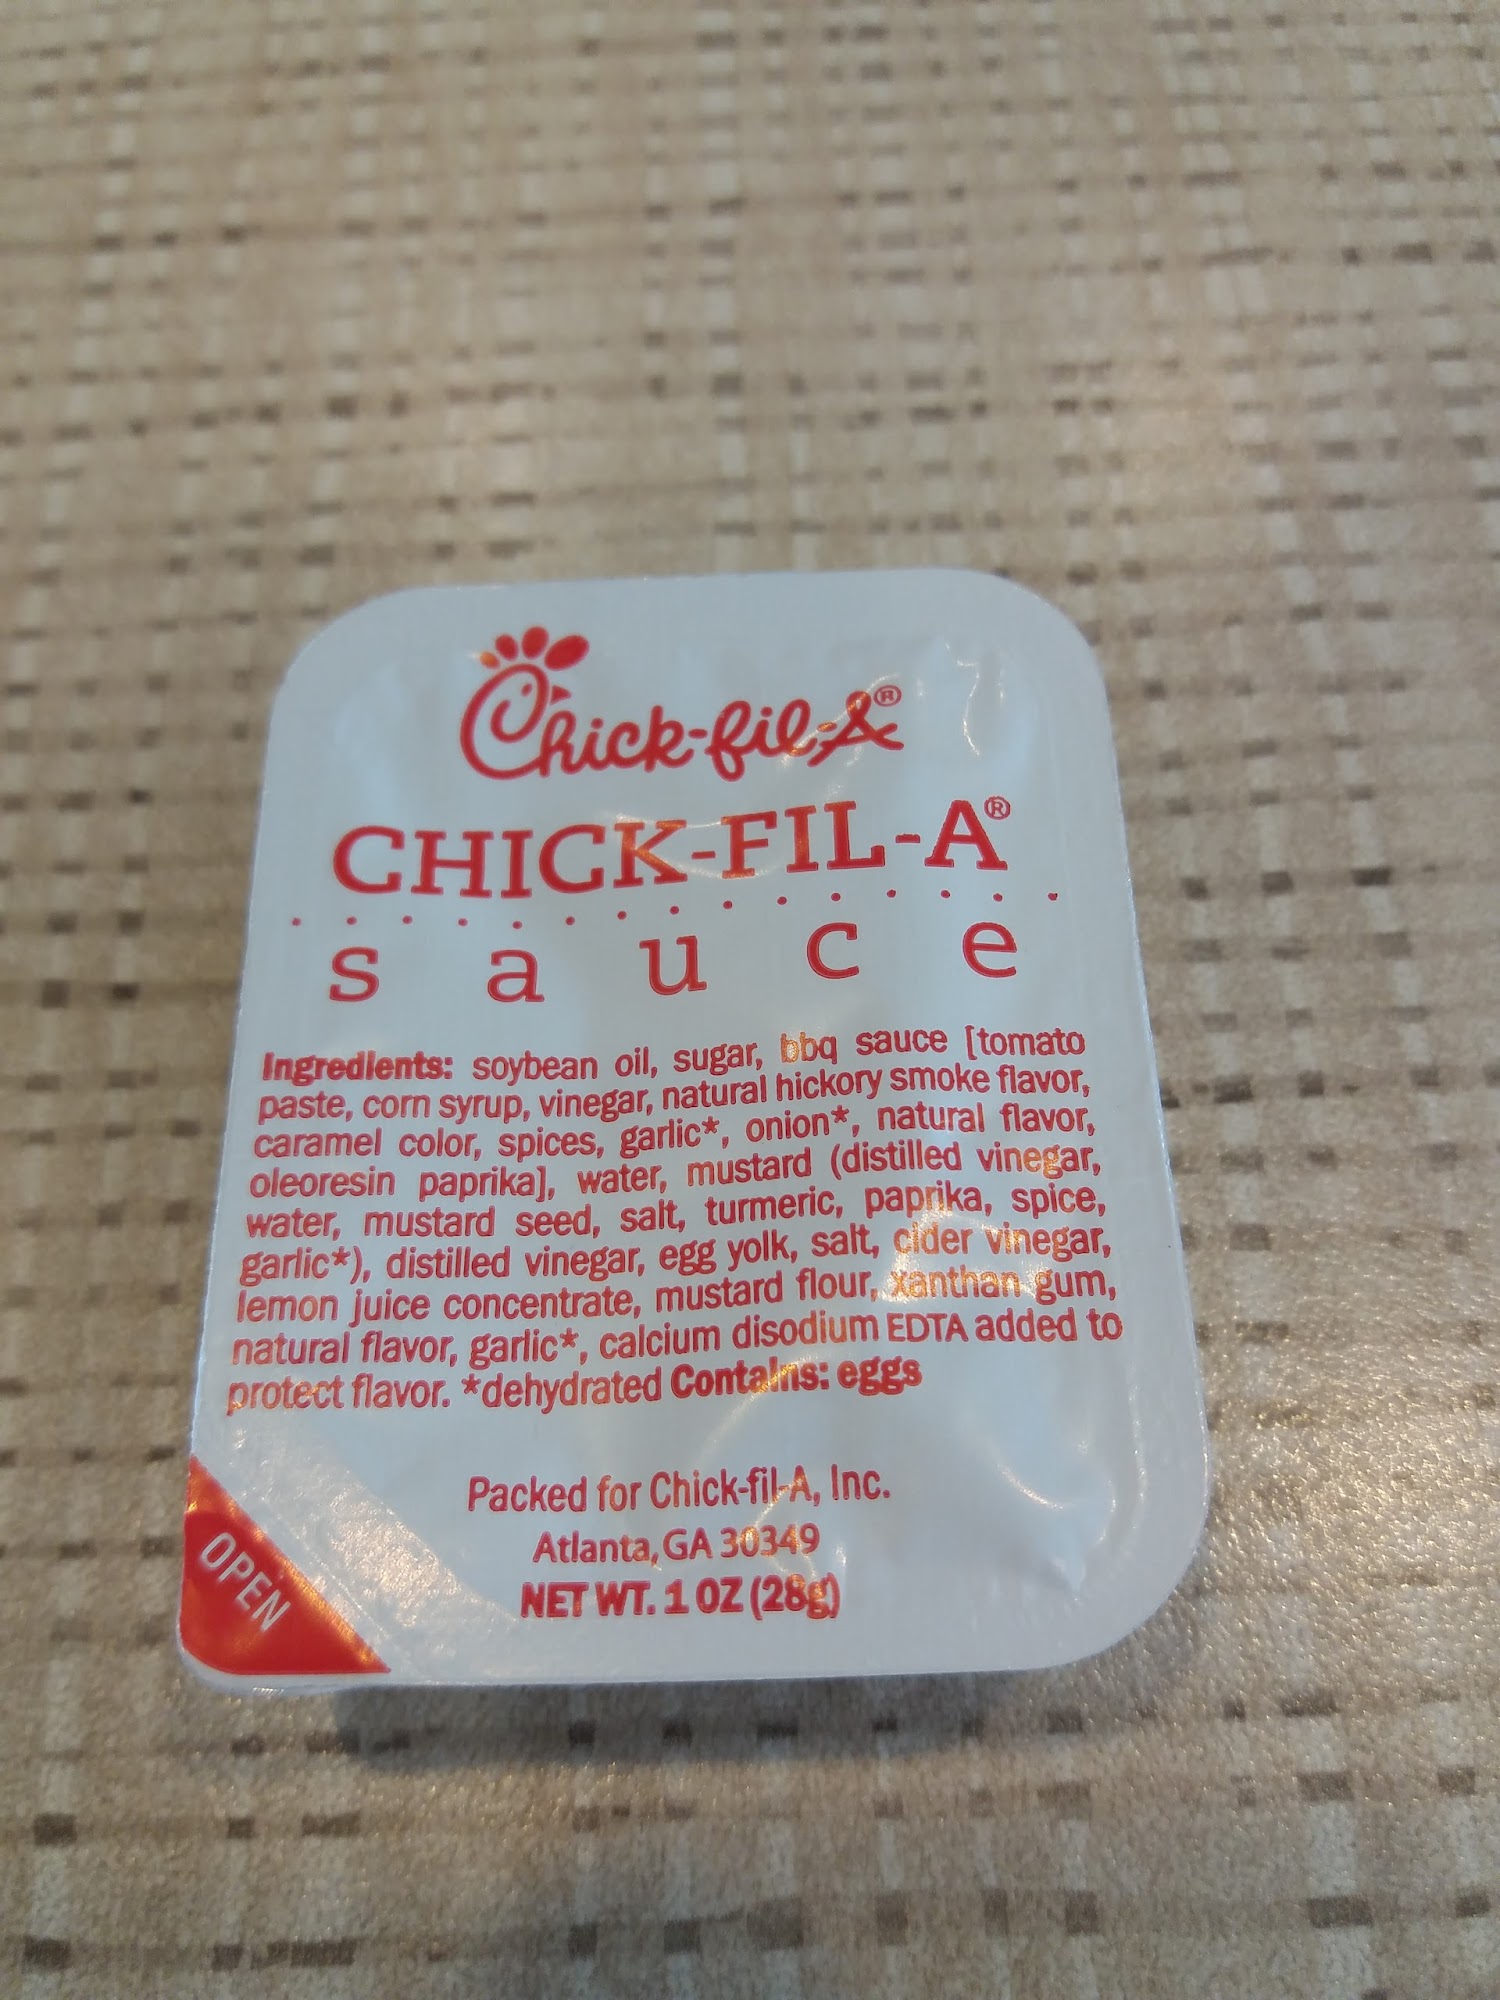 Chick-fil-A®
CHICK-FIL-A®
sauce
Ingredients: soybean oil, sugar, bbq sauce [tomato
paste, corn syrup, vinegar, natural hickory smoke flavor,
caramel color, spices, garlic*, onion*, natural flavor,
oleoresin paprika], water, mustard (distilled vinegar,
water, mustard seed, salt, turmeric, paprika, spice,
garlic*), distilled vinegar, egg yolk, salt, cider vinegar,
lemon juice concentrate, mustard flour, xanthan gum,
natural flavor, garlic*, calcium disodium EDTA added to
protect flavor. *dehydrated Contains: eggs
Packed for Chick-fil-A, Inc.
Atlanta, GA 30349
NET WT. 1 OZ (28g)
OPEN